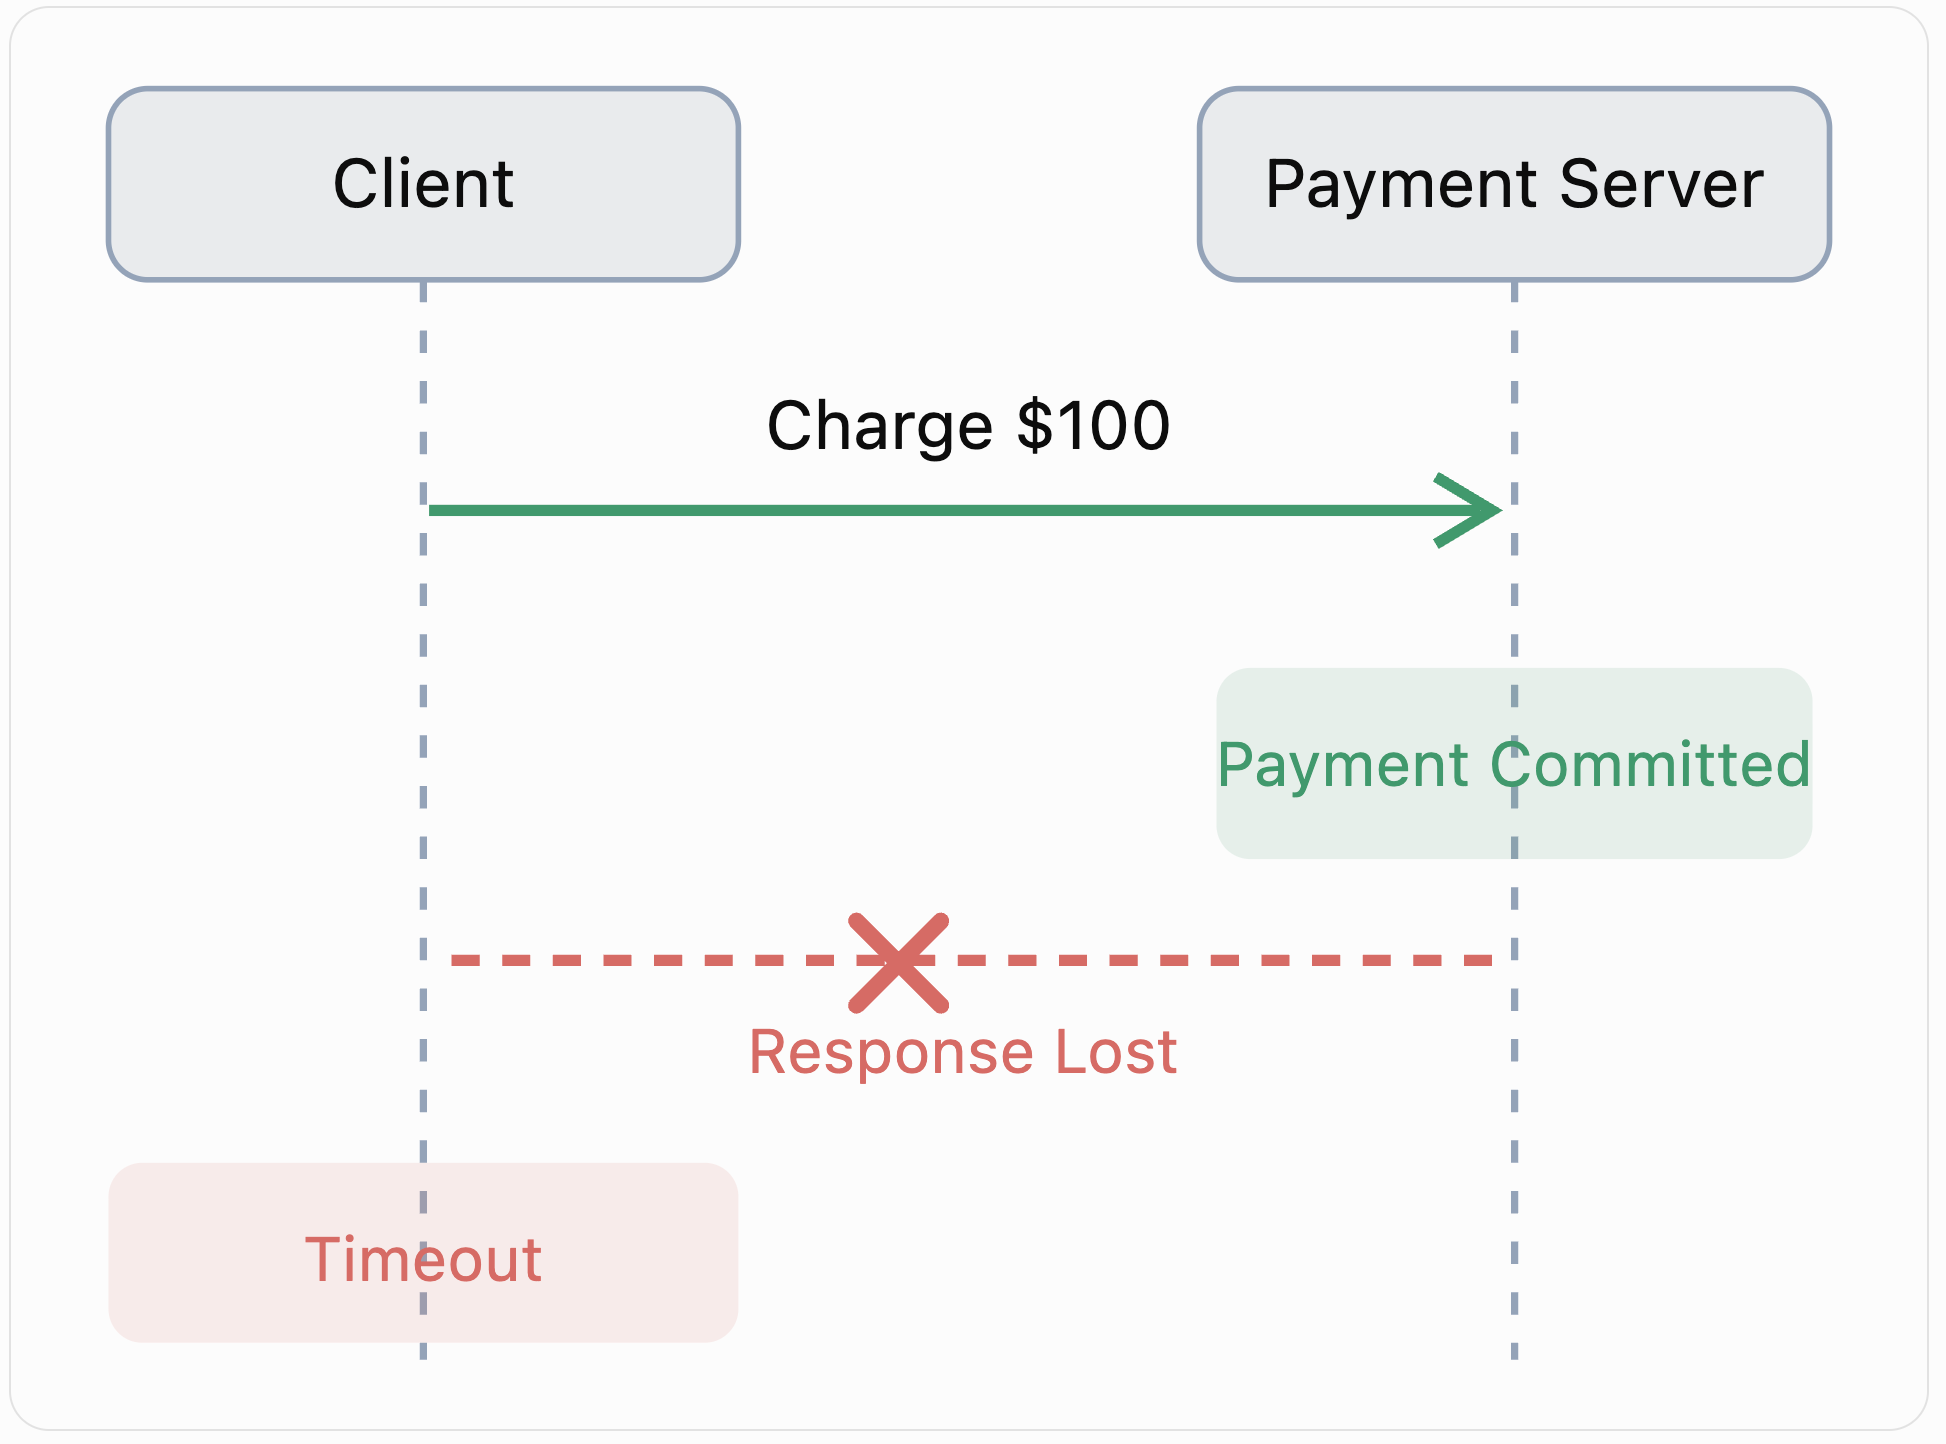 Client
Payment Server
Charge $100
Payment Committed
Response Lost
Timeout